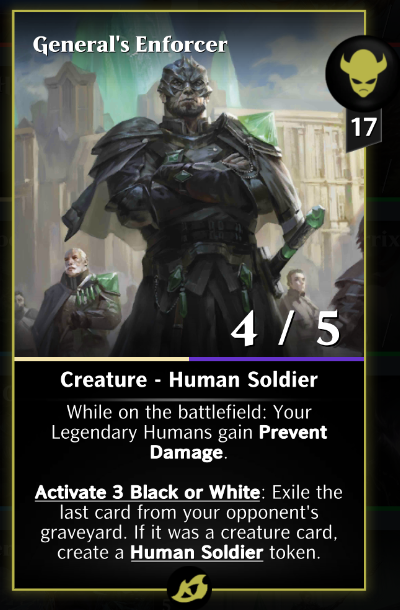 General's Enforcer
17
4 / 5
Creature - Human Soldier
While on the battlefield: Your
Legendary Humans gain Prevent
Damage.
Activate 3 Black or White: Exile the
last card from your opponent's
graveyard. If it was a creature card,
create a Human Soldier token.